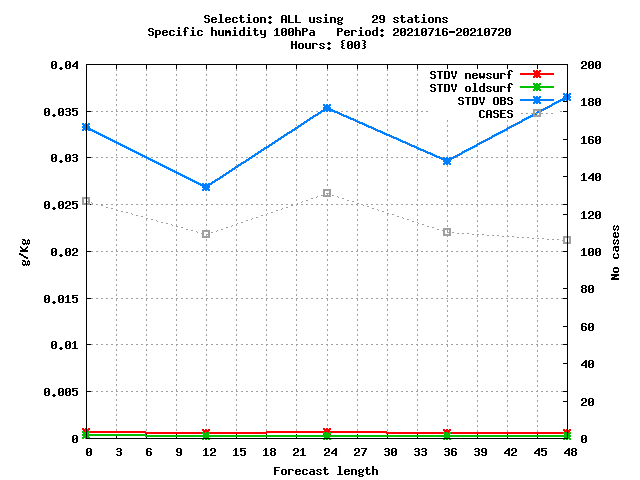 Selection: ALL using    29 stations
Specific humidity 100hPa   Period: 20210716-20210720
Hours: {00}
STDV newsurf
STDV oldsurf
STDV OBS
CASES
g/Kg
0.04
0.035
0.03
0.025
0.02
0.015
0.01
0.005
0
No cases
200
180
160
140
120
100
80
60
40
20
0
0 3 6 9 12 15 18 21 24 27 30 33 36 39 42 45 48
Forecast length